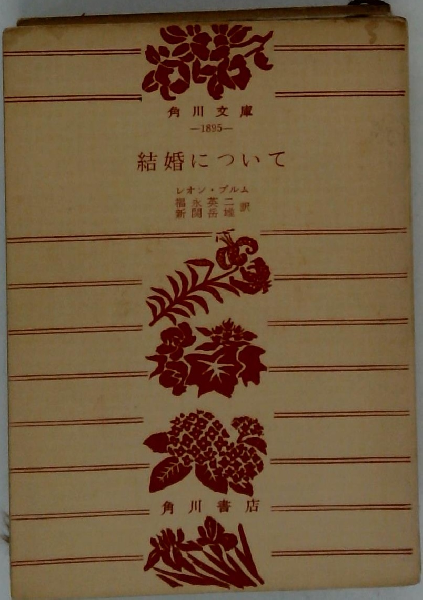 角川文庫
—1895—
結婚について
レオン・ブルム
福永英二
新関岳雄 訳
角川書店